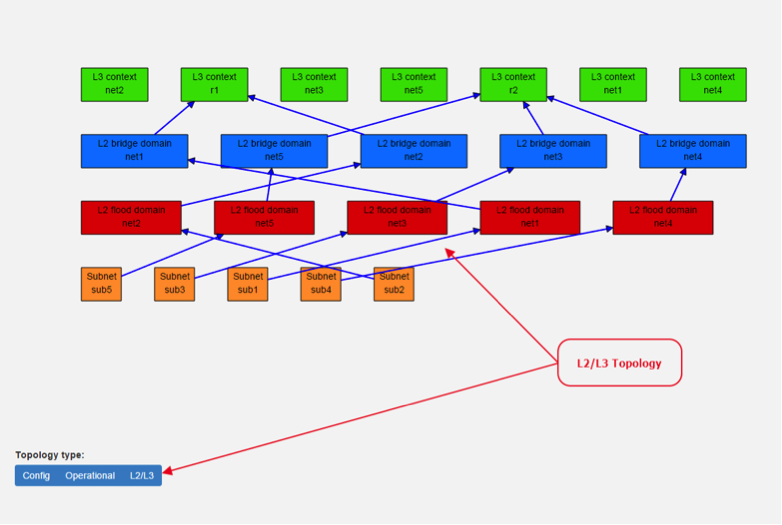 L3 context
net2
L3 context
r1
L3 context
net3
L3 context
net5
L3 context
r2
L3 context
net1
L3 context
net4
L2 bridge domain
net1
L2 bridge domain
net5
L2 bridge domain
net2
L2 bridge domain
net3
L2 bridge domain
net4
L2 flood domain
net2
L2 flood domain
net5
L2 flood domain
net3
L2 flood domain
net1
L2 flood domain
net4
Subnet
sub5
Subnet
sub3
Subnet
sub1
Subnet
sub4
Subnet
sub2
L2/L3 Topology
Topology type:
Config Operational L2/L3